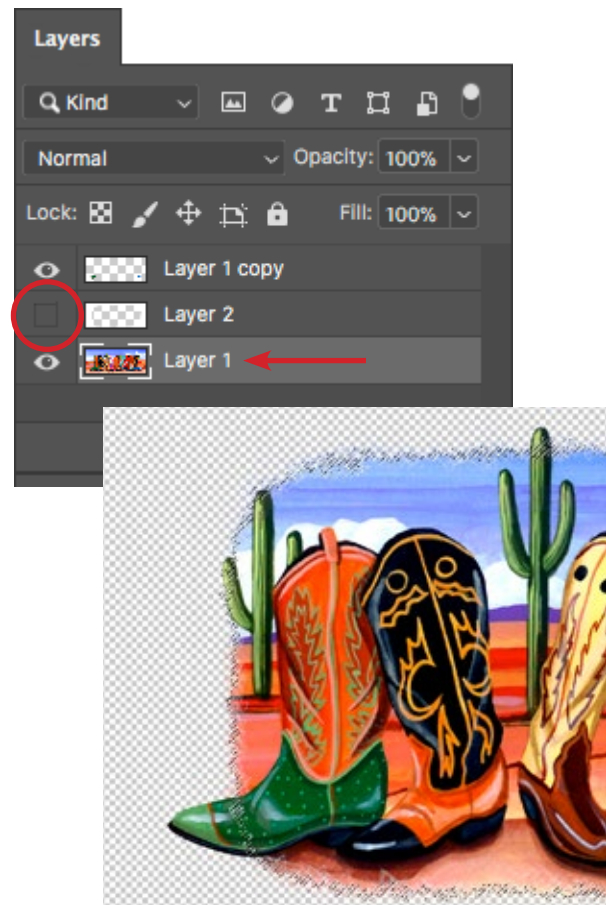 Layers
Kind
Normal Opacity: 100%
Lock: Fill: 100%
Layer 1 copy
Layer 2
Layer 1